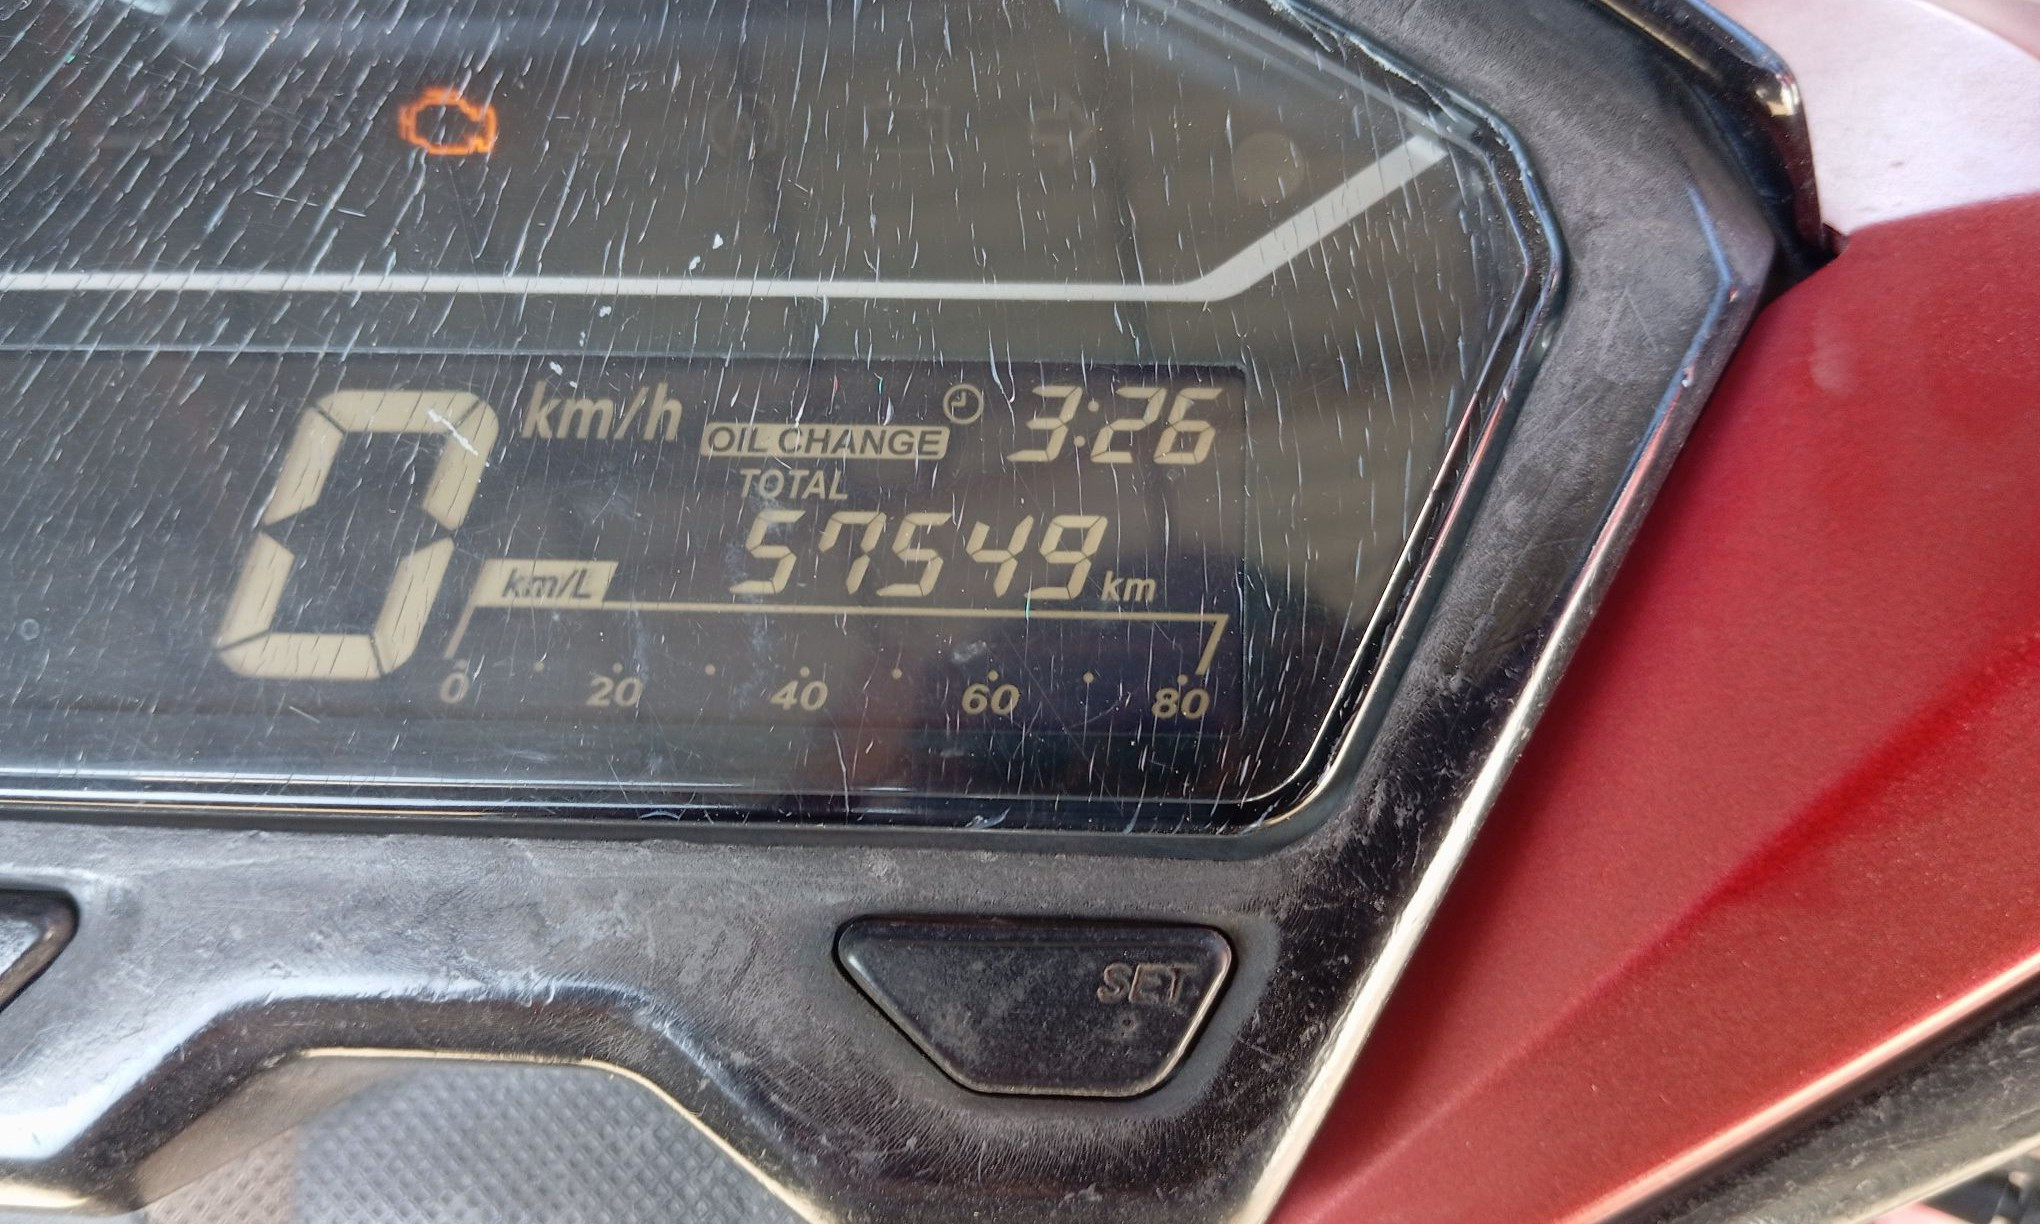 0 km/h
OIL CHANGE 3:26
TOTAL
57549 km
km/L
0 20 40 60 80
SET